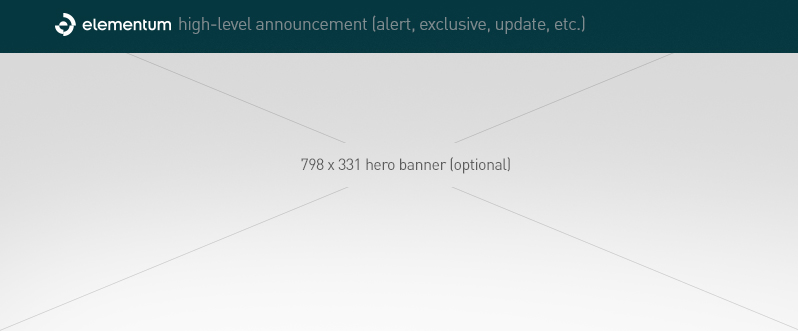 elementum high-level announcement (alert, exclusive, update, etc.)
798 x 331 hero banner (optional)